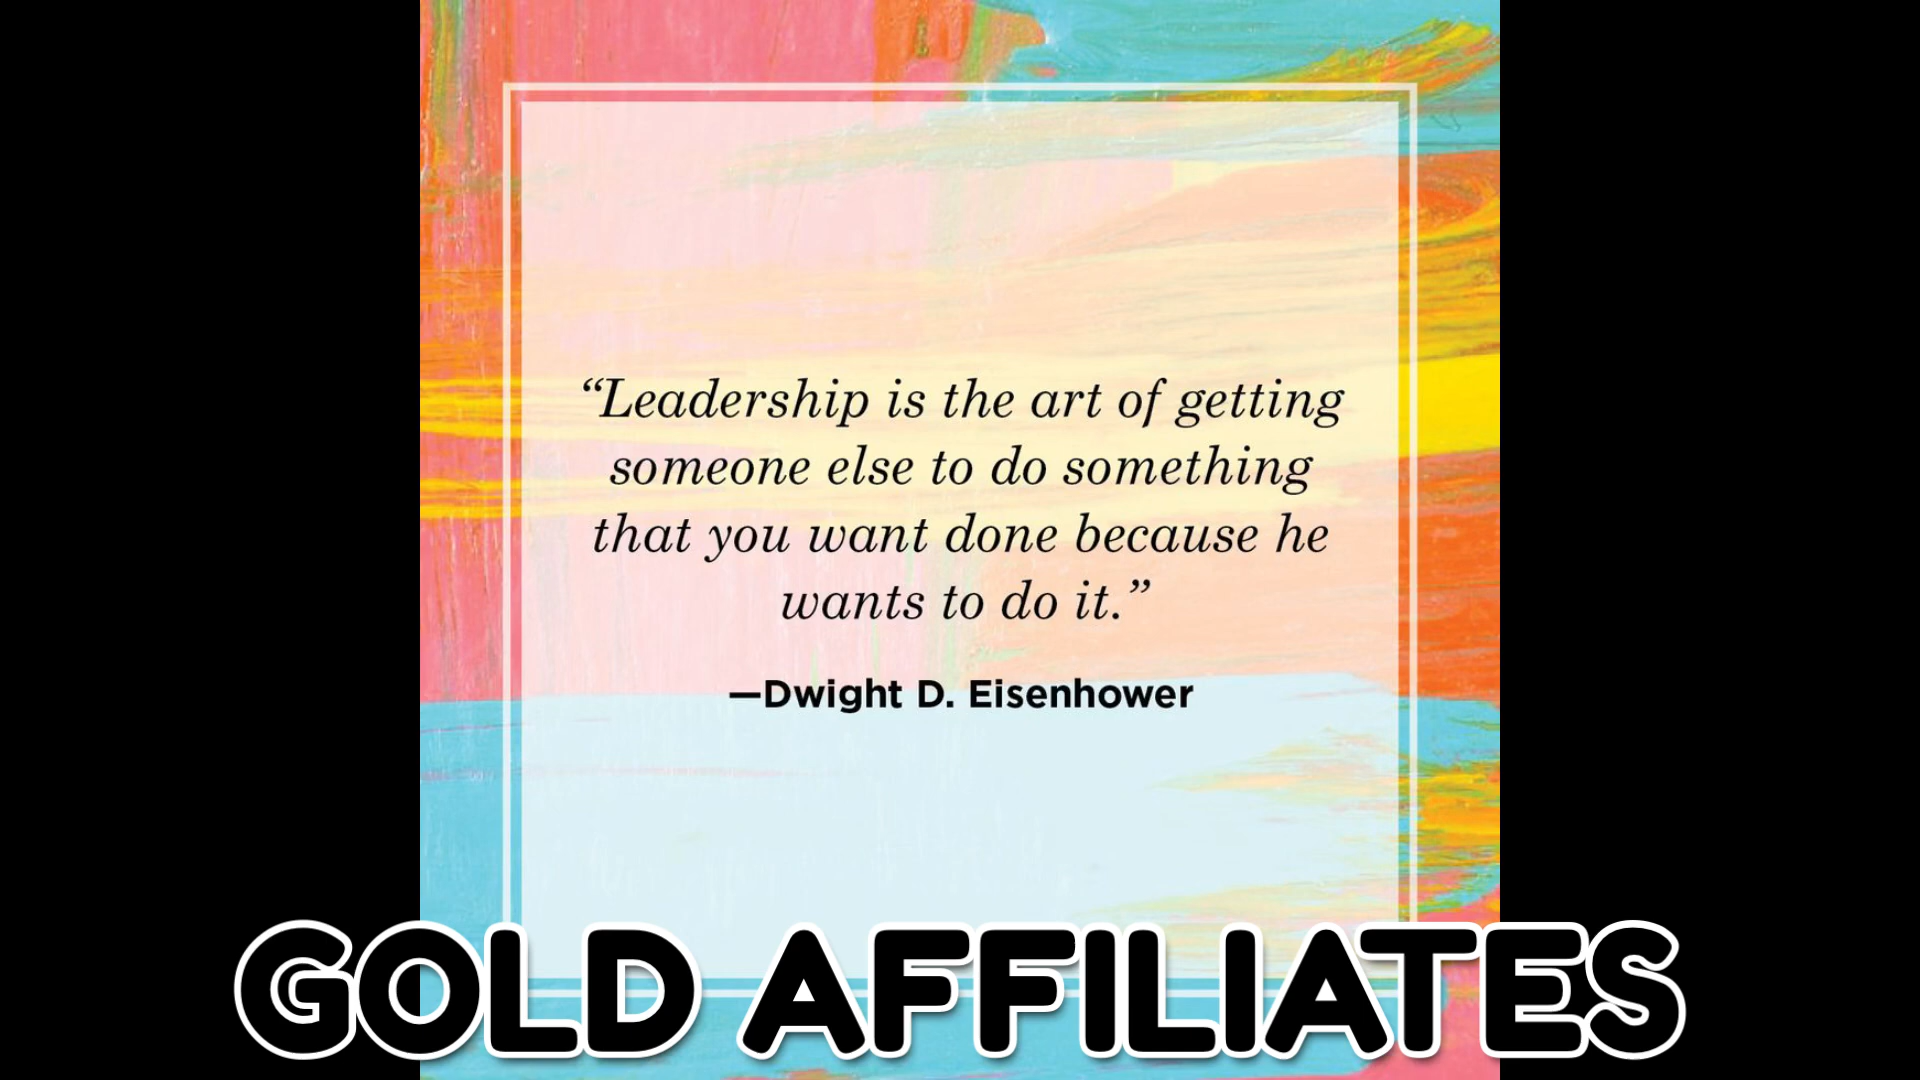 “Leadership is the art of getting
someone else to do something
that you want done because he
wants to do it.”
—Dwight D. Eisenhower
GOLD AFFILIATES